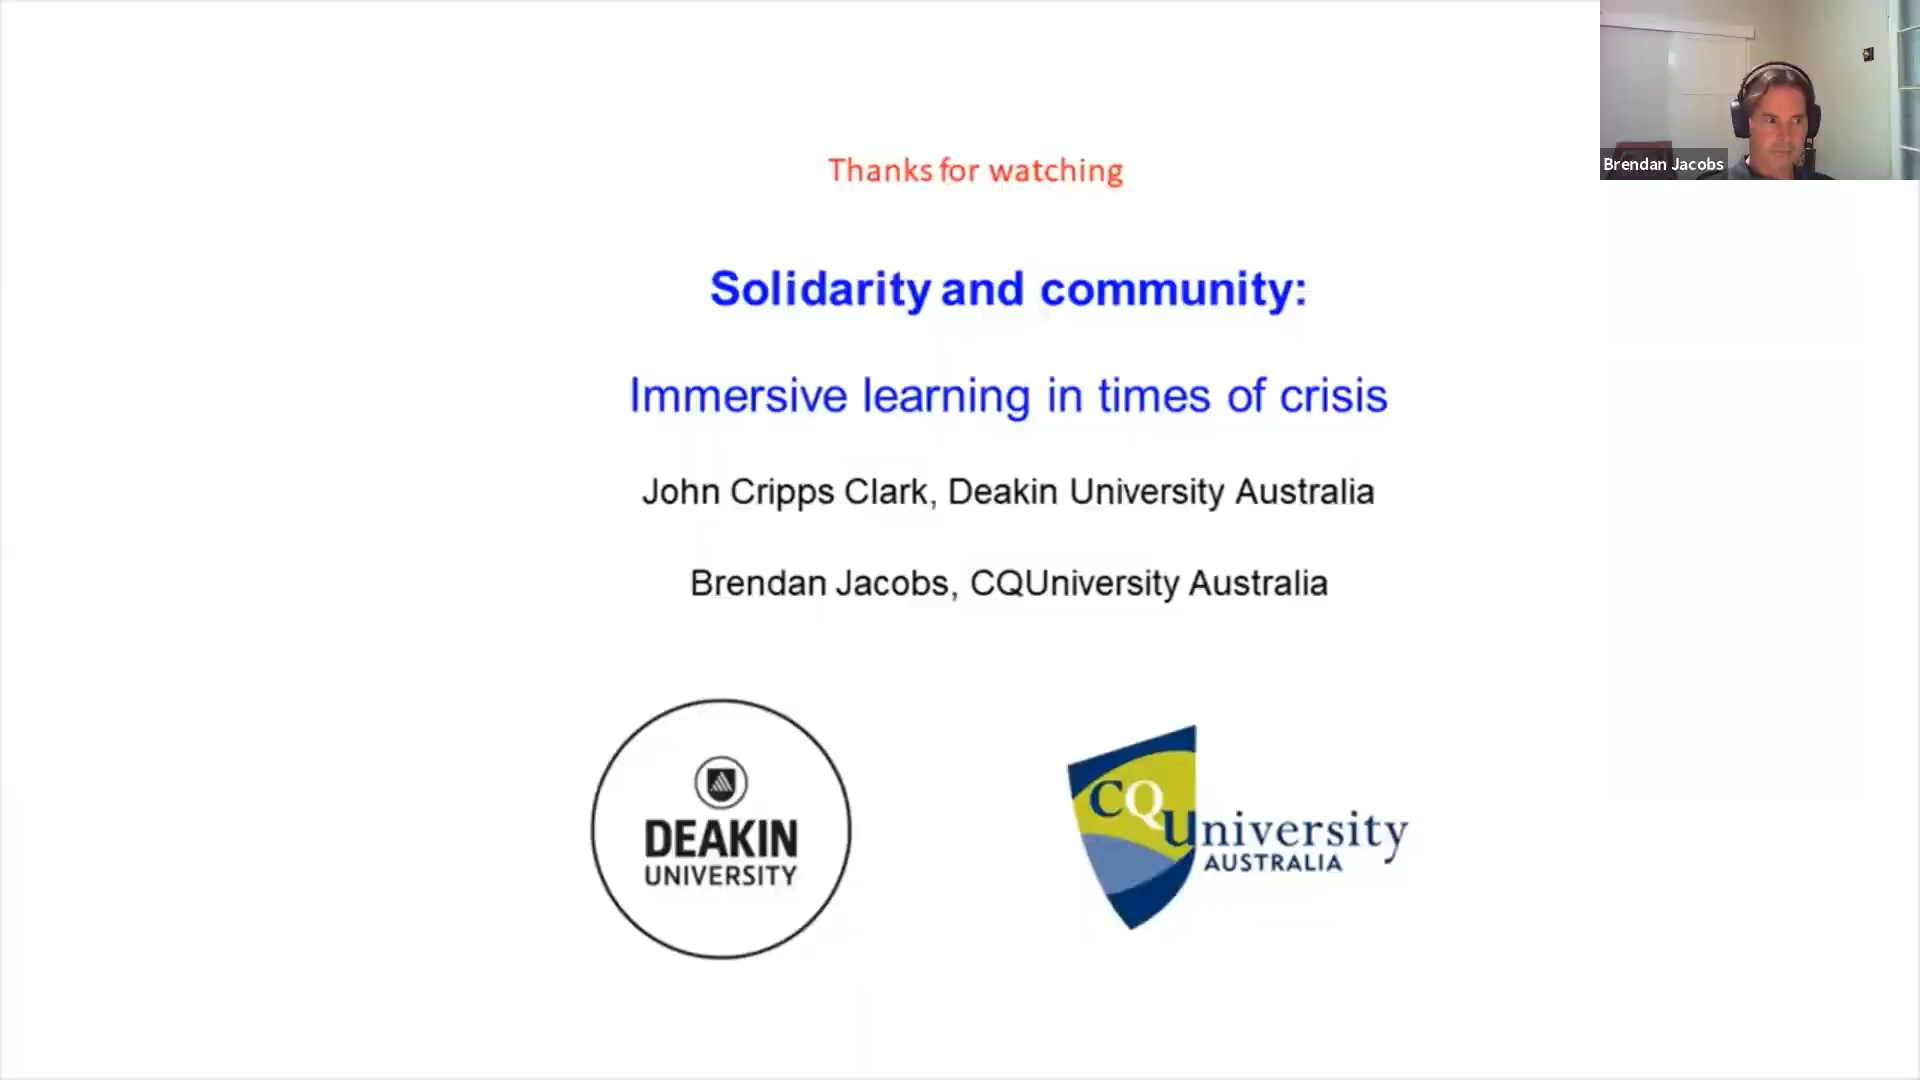 Brendan Jacobs
Thanks for watching
Solidarity and community:
Immersive learning in times of crisis
John Cripps Clark, Deakin University Australia
Brendan Jacobs, CQUniversity Australia
DEAKIN
UNIVERSITY
CQUniversity
AUSTRALIA